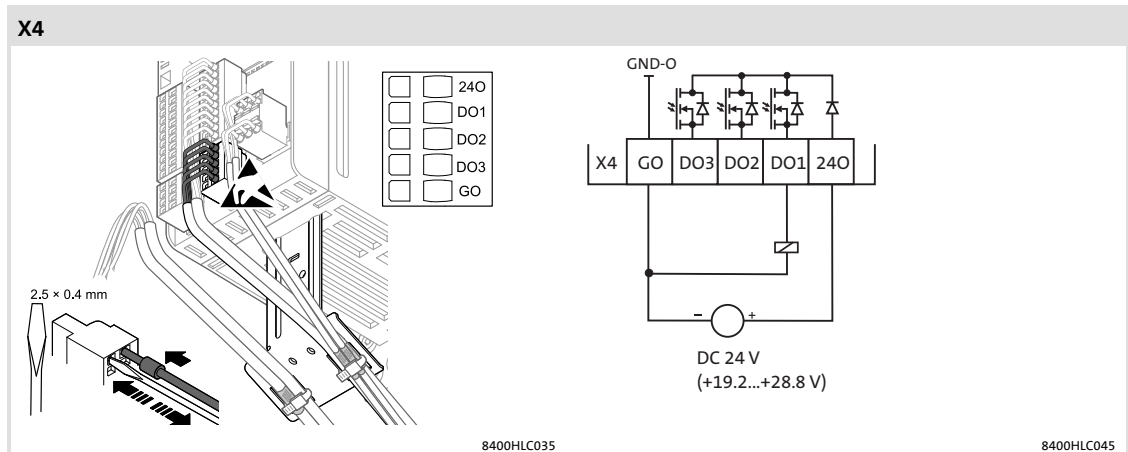 X4
24O
DO1
DO2
DO3
GO
2.5 × 0.4 mm
8400HLC035
GND-O
X4 GO DO3 DO2 DO1 24O
– +
DC 24 V
(+19.2...+28.8 V)
8400HLC045